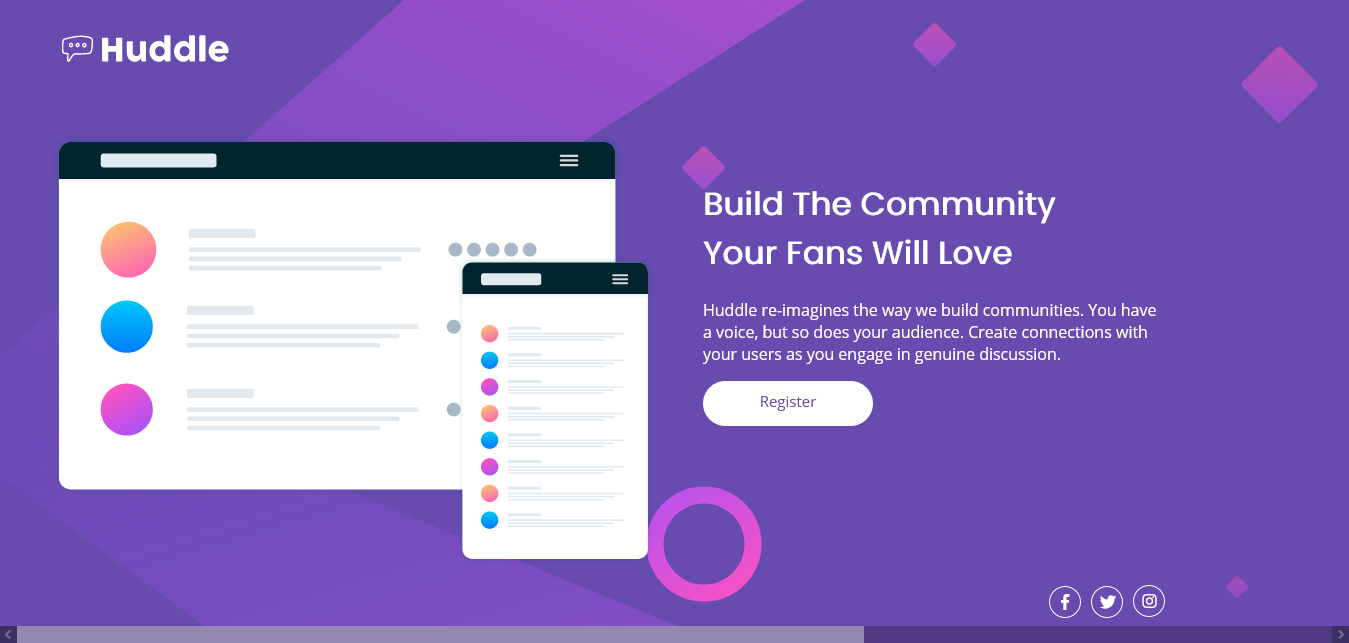 Huddle
Build The Community
Your Fans Will Love
Huddle re-imagines the way we build communities. You have
a voice, but so does your audience. Create connections with
your users as you engage in genuine discussion.
Register